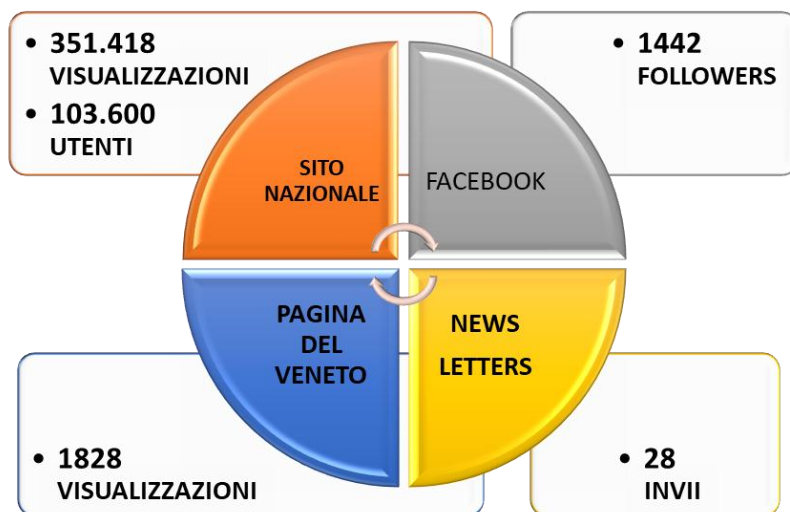 • 351.418
VISUALIZZAZIONI
• 103.600
UTENTI
• 1442
FOLLOWERS
SITO
NAZIONALE
FACEBOOK
PAGINA
DEL
VENETO
NEWS
LETTERS
• 1828
VISUALIZZAZIONI
• 28
INVII